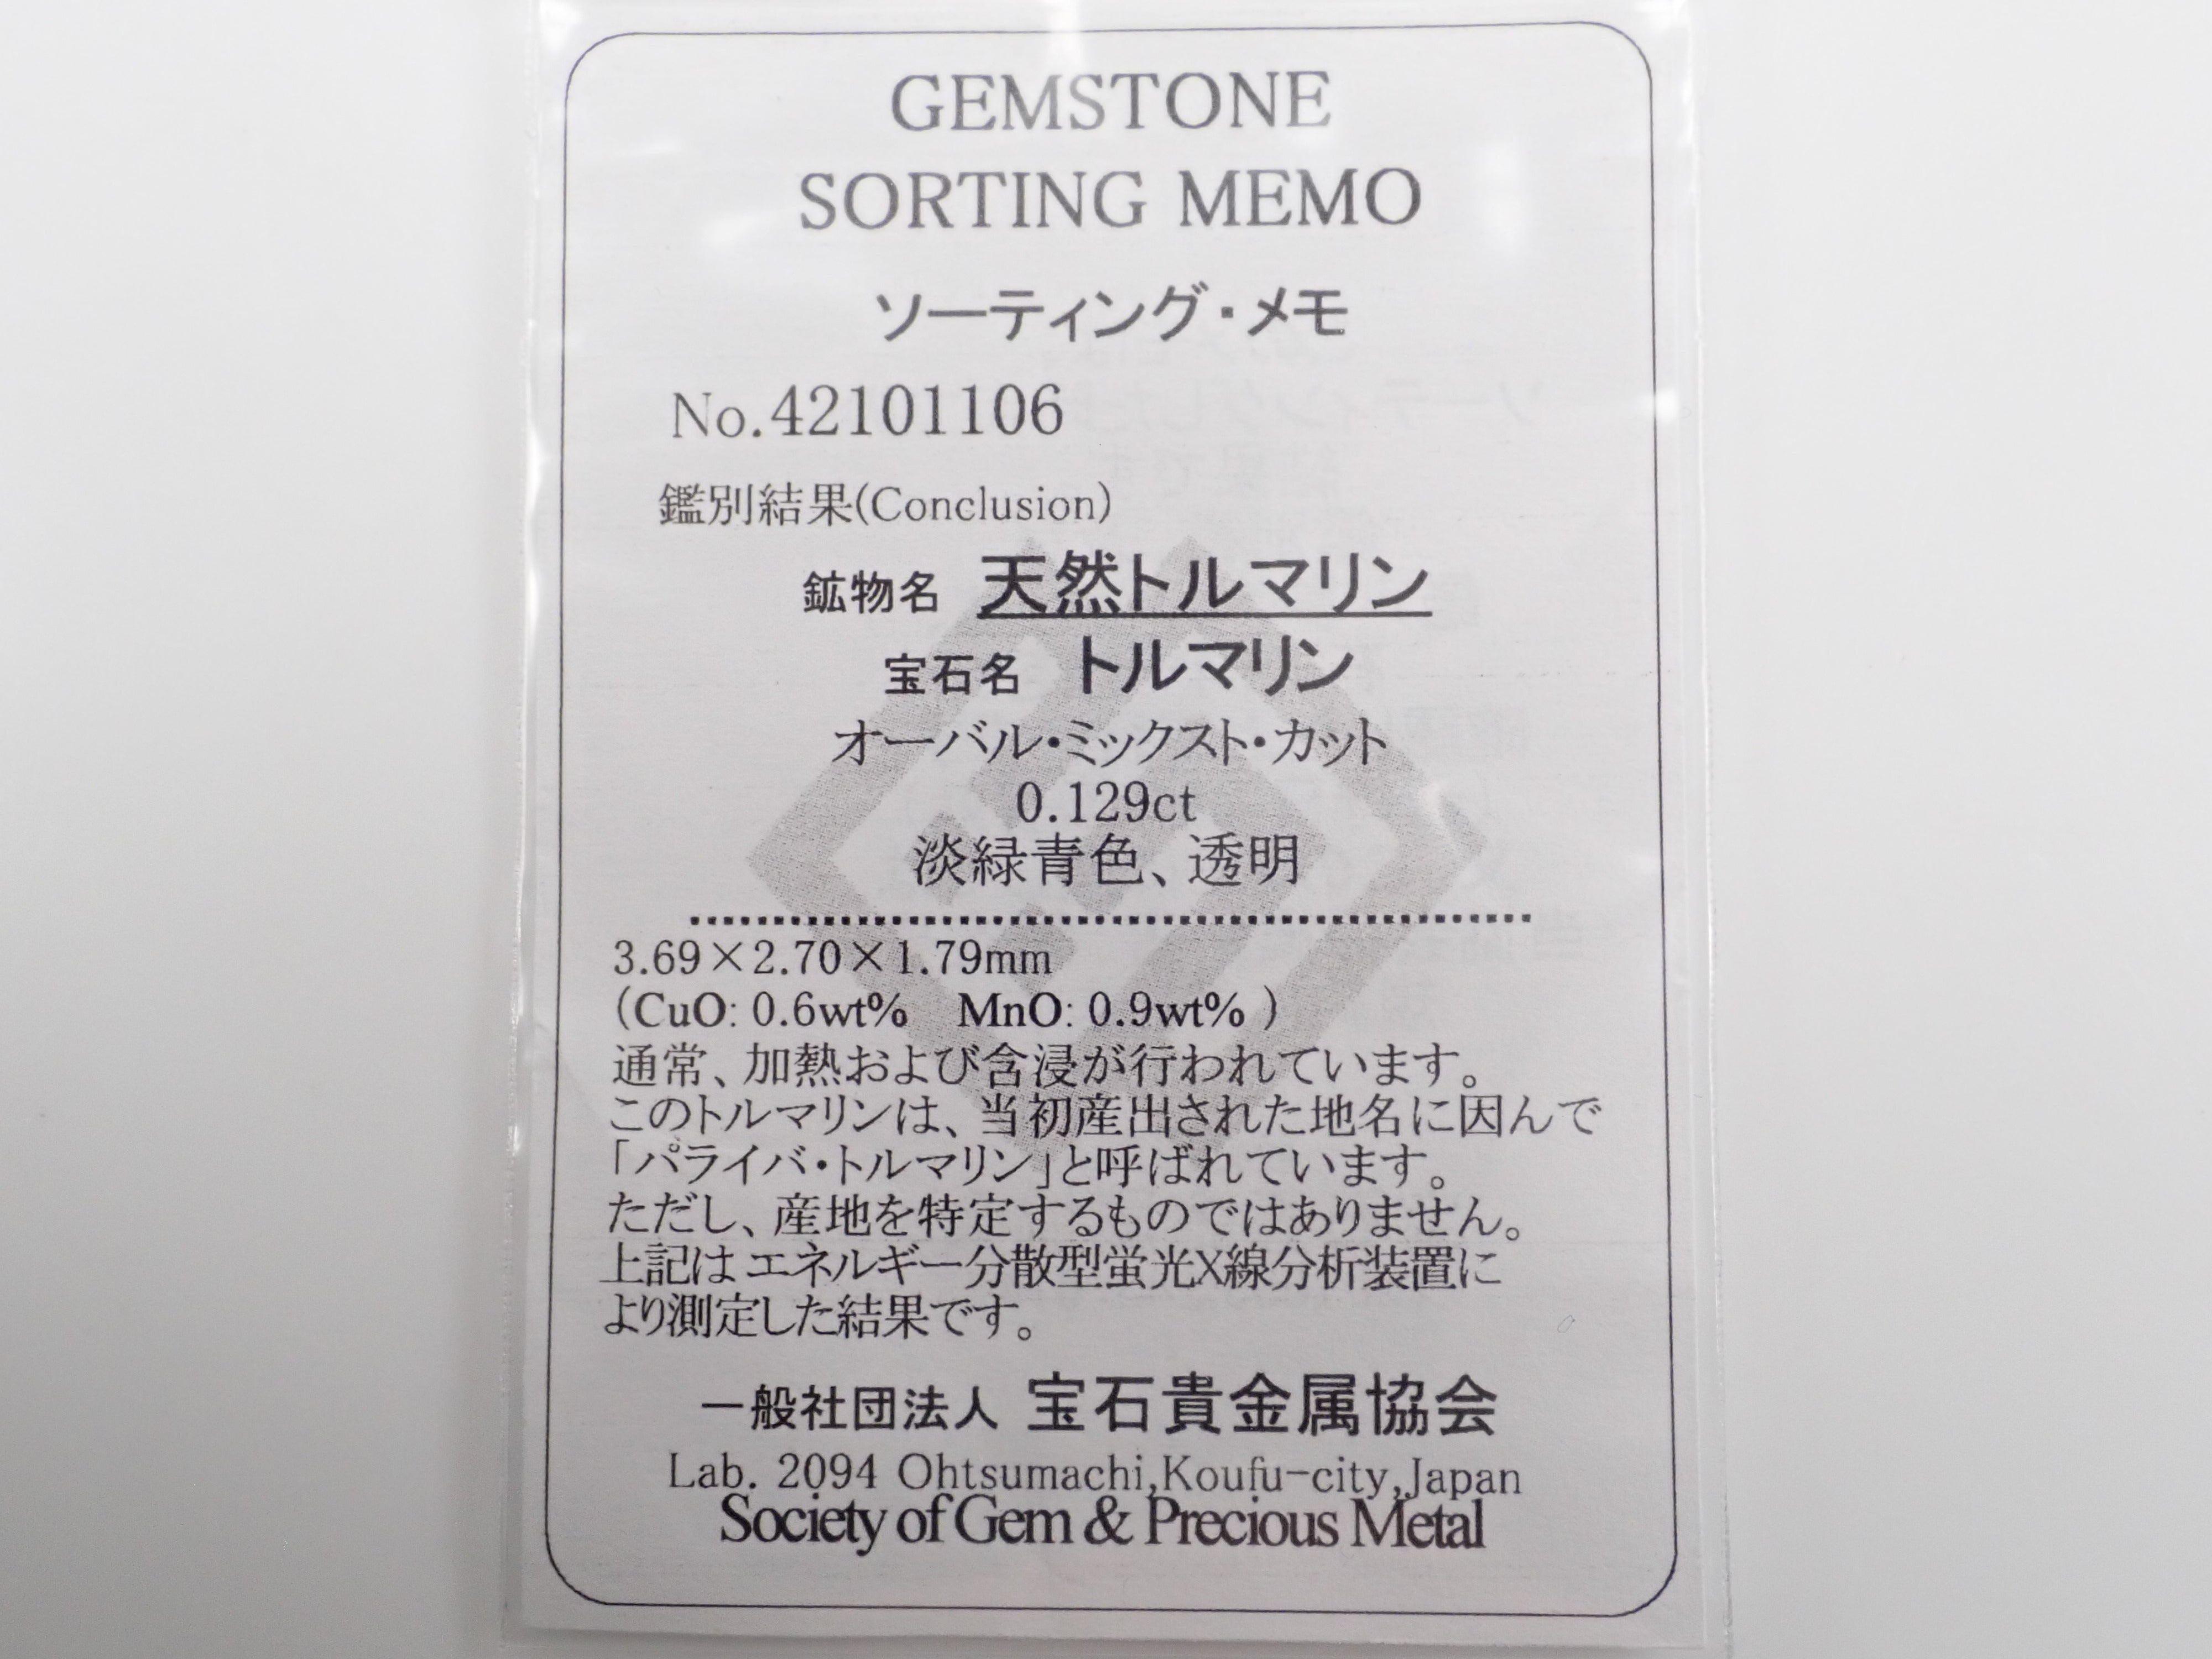 GEMSTONE
SORTING MEMO
ソーティング・メモ
No.42101106
鑑別結果(Conclusion)
鉱物名 天然トルマリン
宝石名 トルマリン
オーバル・ミックスト・カット
0.129ct
淡緑青色、透明
3.69×2.70×1.79mm
(CuO: 0.6wt% MnO: 0.9wt% )
通常、加熱および含浸が行われています。
このトルマリンは、当初産出された地名に因んで
「パライバ・トルマリン」と呼ばれています。
ただし、産地を特定するものではありません。
上記はエネルギー分散型蛍光X線分析装置に
より測定した結果です。
一般社団法人 宝石貴金属協会
Lab. 2094 Ohtsumachi,Koufu-city,Japan
Society of Gem & Precious Metal